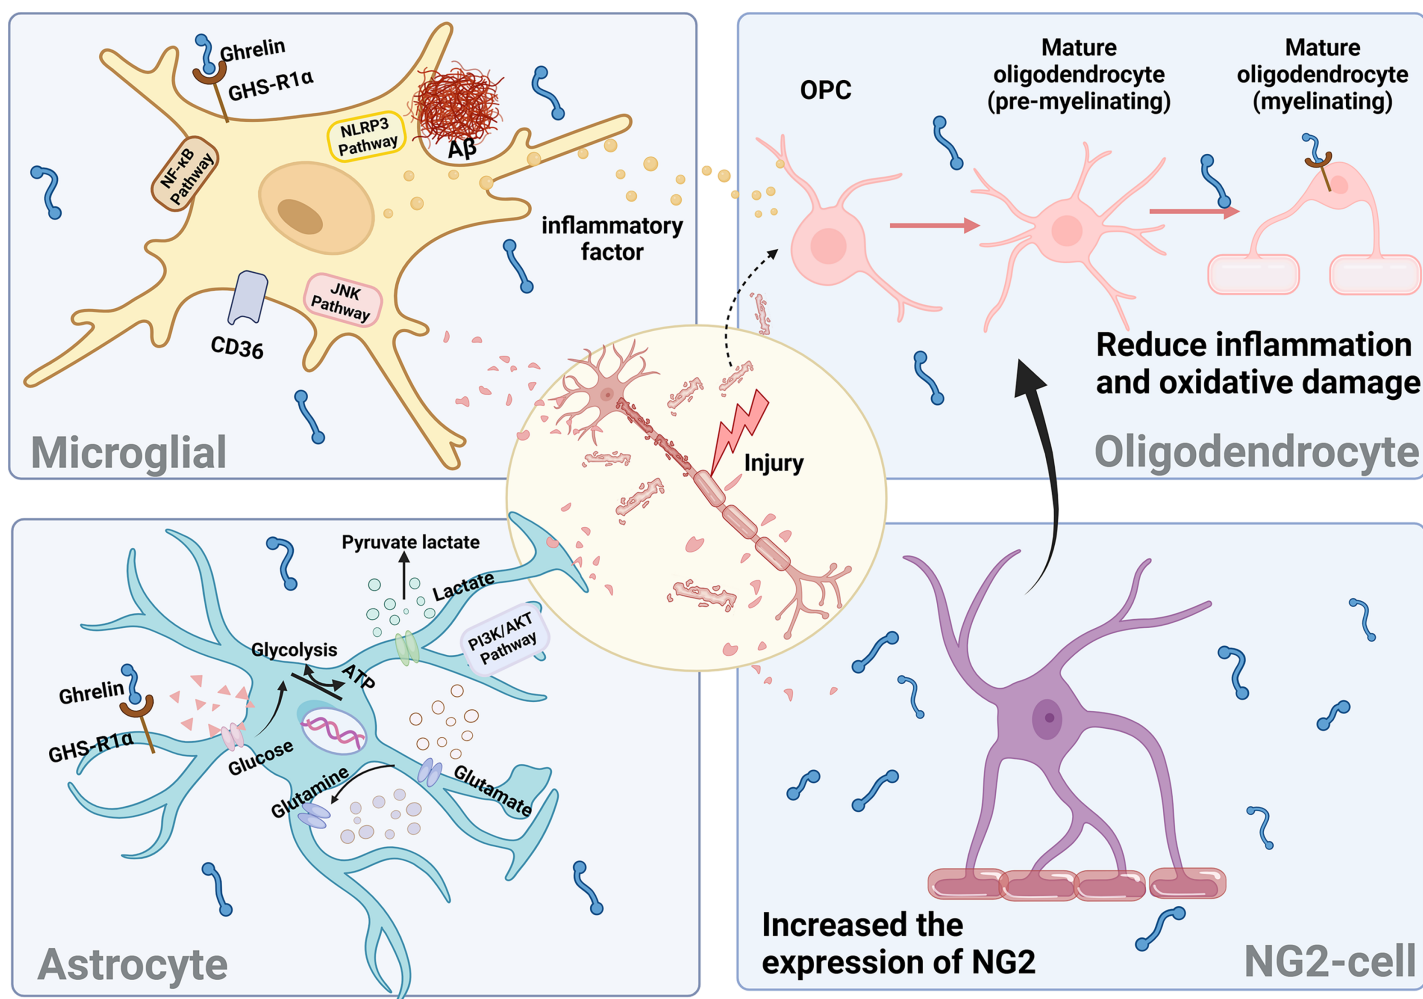 Ghrelin
GHS-R1α
NLRP3
Pathway
Aβ
NF-κB
Pathway
inflammatory
factor
JNK
Pathway
CD36
Microglial
OPC
Mature
oligodendrocyte
(pre-myelinating)
Mature
oligodendrocyte
(myelinating)
Reduce inflammation
and oxidative damage
Oligodendrocyte
Injury
Pyruvate lactate
Lactate
PI3K/AKT
Pathway
Glycolysis
ATP
Ghrelin
GHS-R1α
Glucose
Glutamine
Glutamate
Astrocyte
Increased the
expression of NG2
NG2-cell